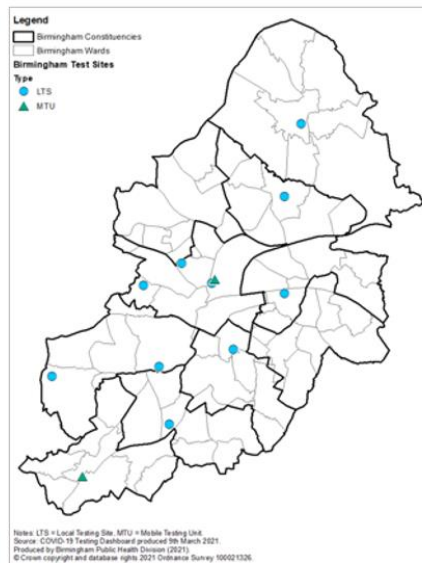 Legend
Birmingham Constituencies
Birmingham Wards
Birmingham Test Sites
Type
LTS
MTU
Notes: LTS = Local Testing Site, MTU = Mobile Testing Unit.
Source: COVID-19 Testing Dashboard produced 9th March 2021.
Produced by Birmingham Public Health Division (2021).
© Crown copyright and database rights 2021 Ordnance Survey 100021326